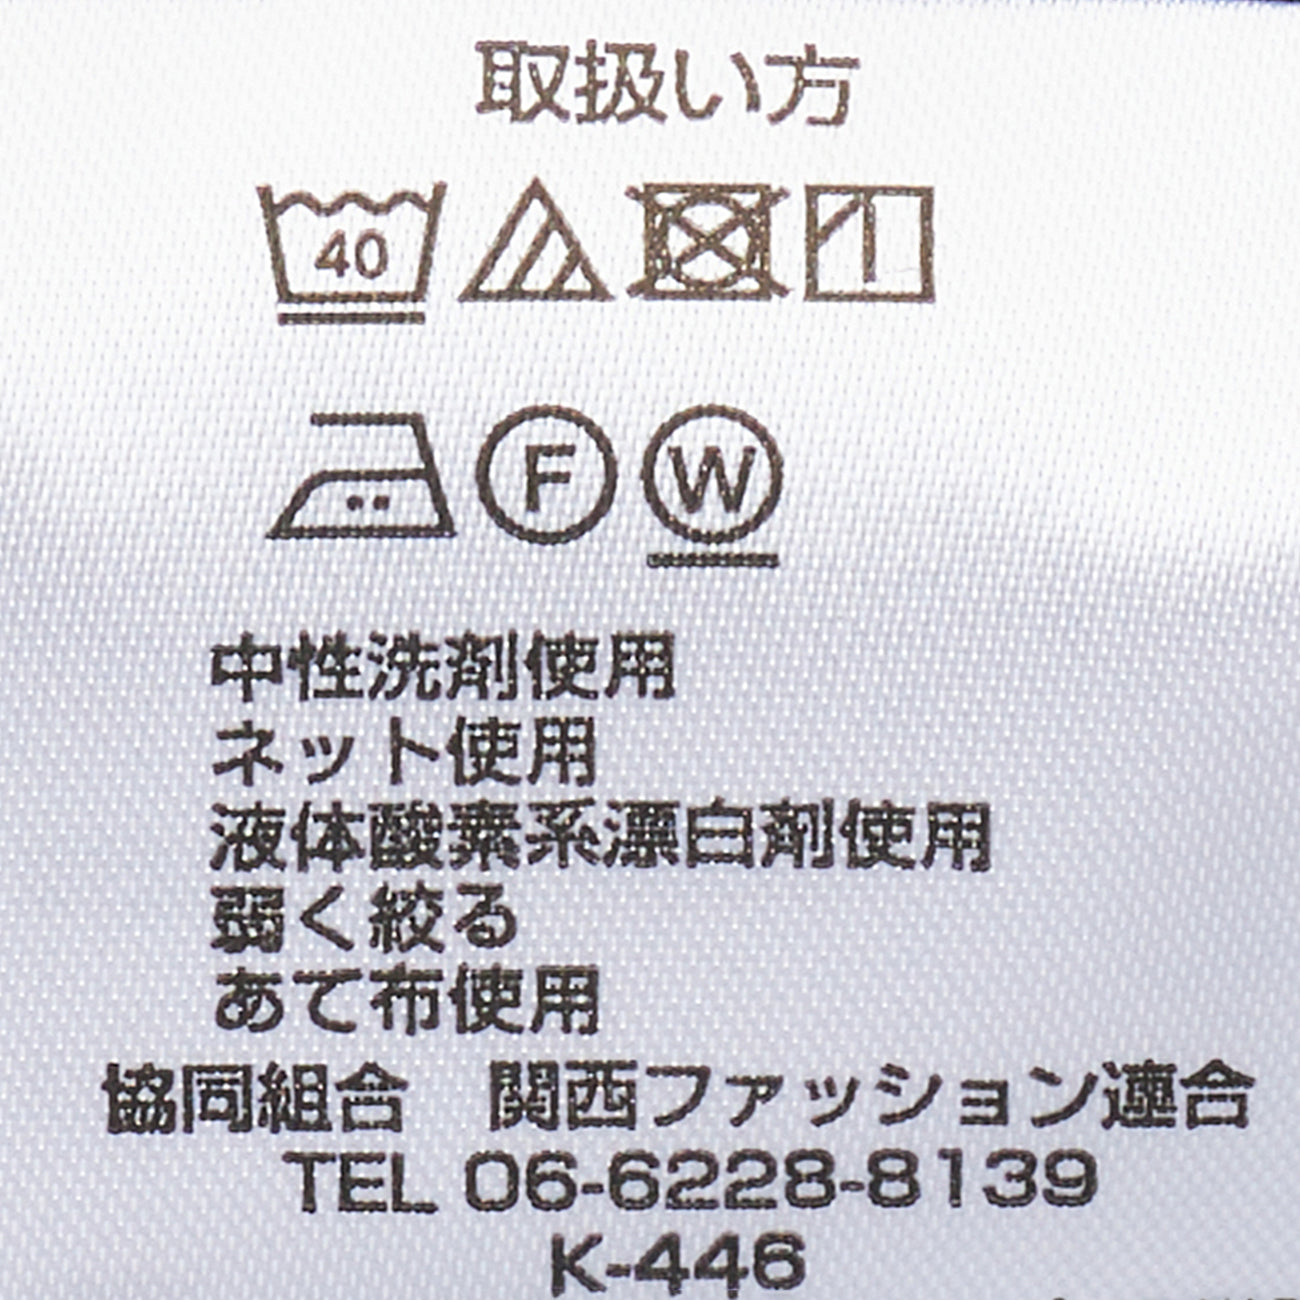 取扱い方
40
F W
中性洗剤使用
ネット使用
液体酸素系漂白剤使用
弱く絞る
あて布使用
協同組合 関西ファッション連合
TEL 06-6228-8139
K-446